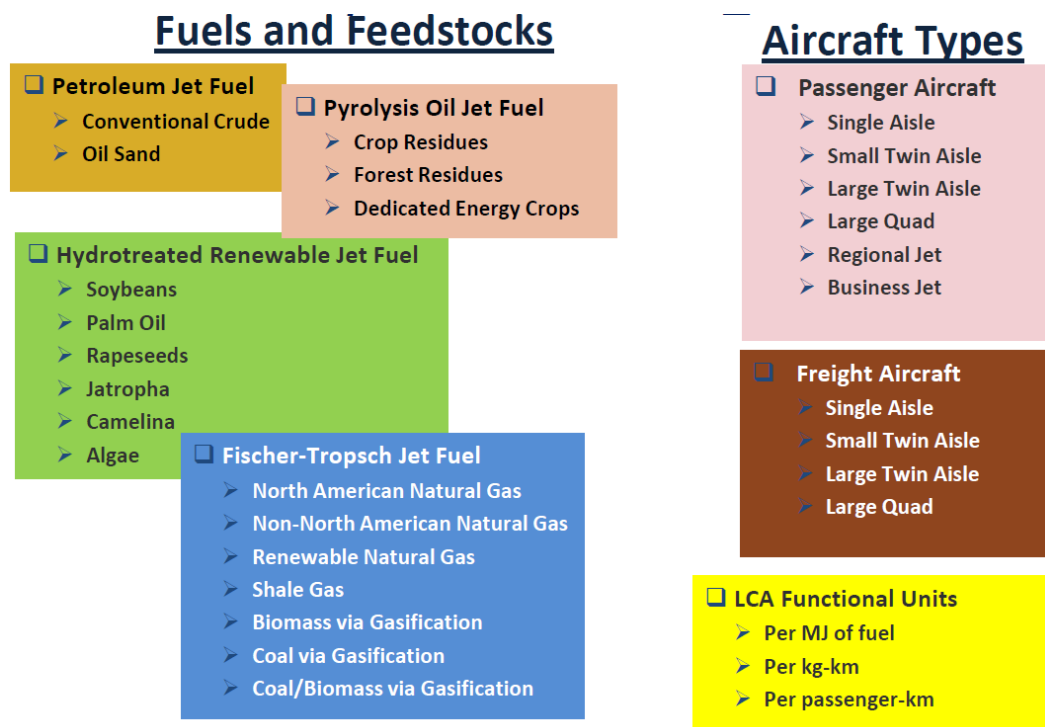 Fuels and Feedstocks
Petroleum Jet Fuel
Conventional Crude
Oil Sand
Pyrolysis Oil Jet Fuel
Crop Residues
Forest Residues
Dedicated Energy Crops
Hydrotreated Renewable Jet Fuel
Soybeans
Palm Oil
Rapeseeds
Jatropha
Camelina
Algae
Fischer-Tropsch Jet Fuel
North American Natural Gas
Non-North American Natural Gas
Renewable Natural Gas
Shale Gas
Biomass via Gasification
Coal via Gasification
Coal/Biomass via Gasification
Aircraft Types
Passenger Aircraft
Single Aisle
Small Twin Aisle
Large Twin Aisle
Large Quad
Regional Jet
Business Jet
Freight Aircraft
Single Aisle
Small Twin Aisle
Large Twin Aisle
Large Quad
LCA Functional Units
Per MJ of fuel
Per kg-km
Per passenger-km